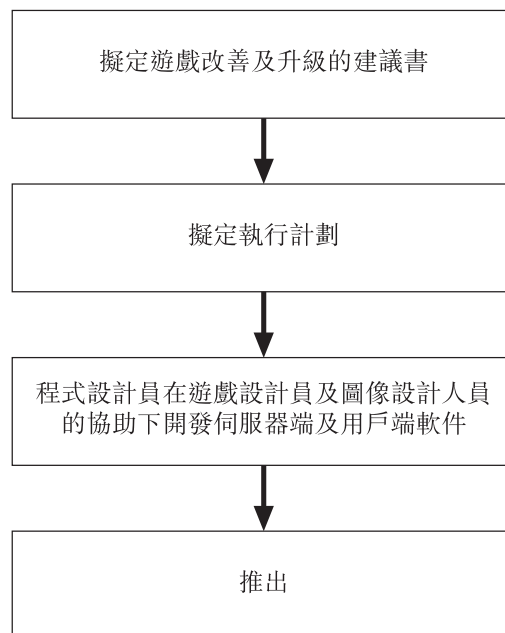 擬定遊戲改善及升級的建議書
擬定執行計劃
程式設計員在遊戲設計員及圖像設計人員
的協助下開發伺服器端及用戶端軟件
推出